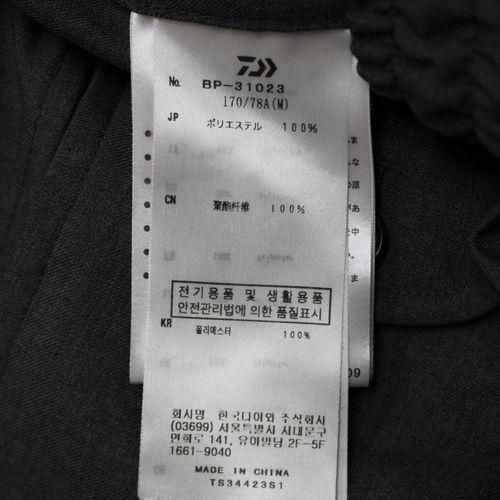 No. BP-31023
170/78A(M)
JP ポリエステル 100%
CN 聚酯纤维 100%
전기용품 및 생활용품
안전관리법에 의한 품질표시
KR
폴리에스터 100%
회사명 한국다이와 주식회사
(03699) 서울특별시 서대문구
연희로 141, 유아빌딩 2F-5F
1661-9040
MADE IN CHINA
TS34423S1